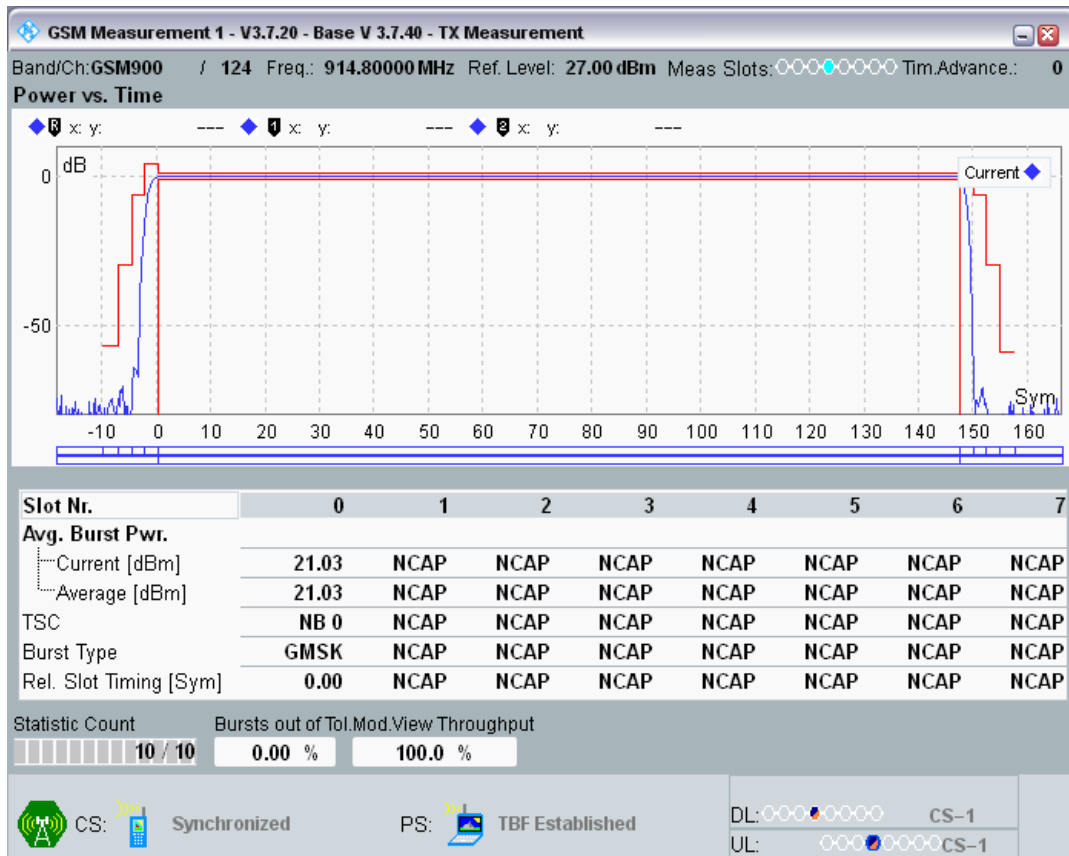 GSM Measurement 1 - V3.7.20 - Base V 3.7.40 - TX Measurement
Band/Ch:GSM900 / 124 Freq.: 914.80000 MHz Ref. Level: 27.00 dBm Meas Slots: Tim.Advance.: 0
Power vs. Time
R x: y: --- 1 x: y: --- 2 x: y: ---
dB
0
Current
-50
Sym
-10 0 10 20 30 40 50 60 70 80 90 100 110 120 130 140 150 160
Slot Nr. 0 1 2 3 4 5 6 7
Avg. Burst Pwr.
Current [dBm] 21.03 NCAP NCAP NCAP NCAP NCAP NCAP NCAP
Average [dBm] 21.03 NCAP NCAP NCAP NCAP NCAP NCAP NCAP
TSC NB 0 NCAP NCAP NCAP NCAP NCAP NCAP NCAP
Burst Type GMSK NCAP NCAP NCAP NCAP NCAP NCAP NCAP
Rel. Slot Timing [Sym] 0.00 NCAP NCAP NCAP NCAP NCAP NCAP NCAP
Statistic Count Bursts out of Tol. Mod.View Throughput
10 / 10 0.00 % 100.0 %
CS: Synchronized PS: TBF Established DL: CS-1
UL: CS-1